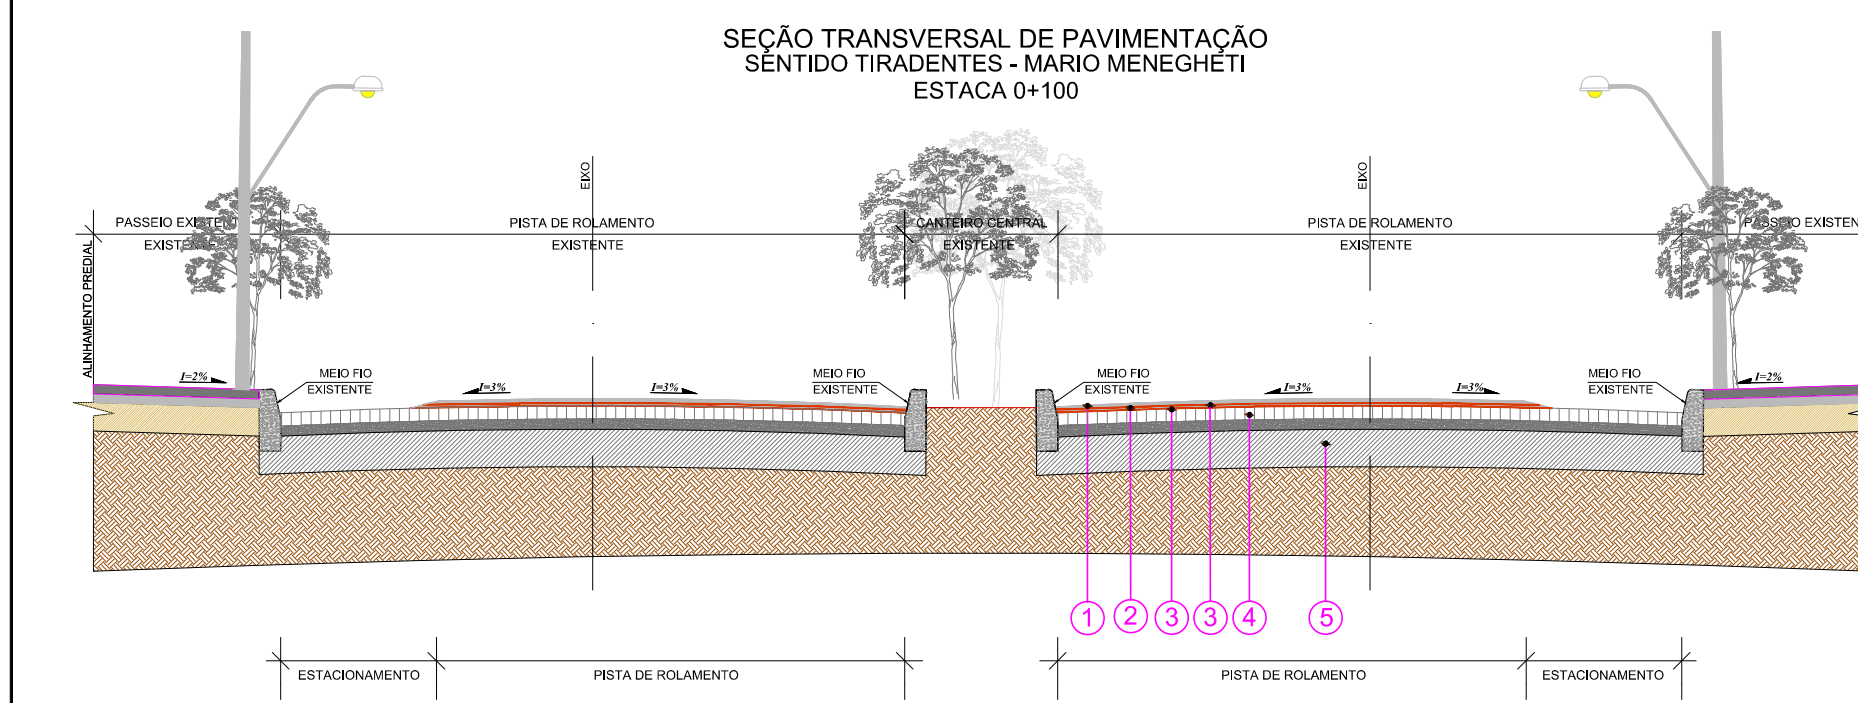 SEÇÃO TRANSVERSAL DE PAVIMENTAÇÃO
SENTIDO TIRADENTES - MARIO MENEGHETI
ESTACA 0+100
EIXO
EIXO
PASSEIO EXISTENTE
PISTA DE ROLAMENTO
CANTEIRO CENTRAL
PISTA DE ROLAMENTO
PASSEIO EXISTEN
EXISTENTE
EXISTENTE
EXISTENTE
EXISTENTE
ALINHAMENTO PREDIAL
I=2%
MEIO FIO
EXISTENTE
I=3%
I=3%
MEIO FIO
EXISTENTE
MEIO FIO
EXISTENTE
I=3%
I=3%
MEIO FIO
EXISTENTE
I=2%
1 2 3 3 4 5
ESTACIONAMENTO
PISTA DE ROLAMENTO
PISTA DE ROLAMENTO
ESTACIONAMENTO